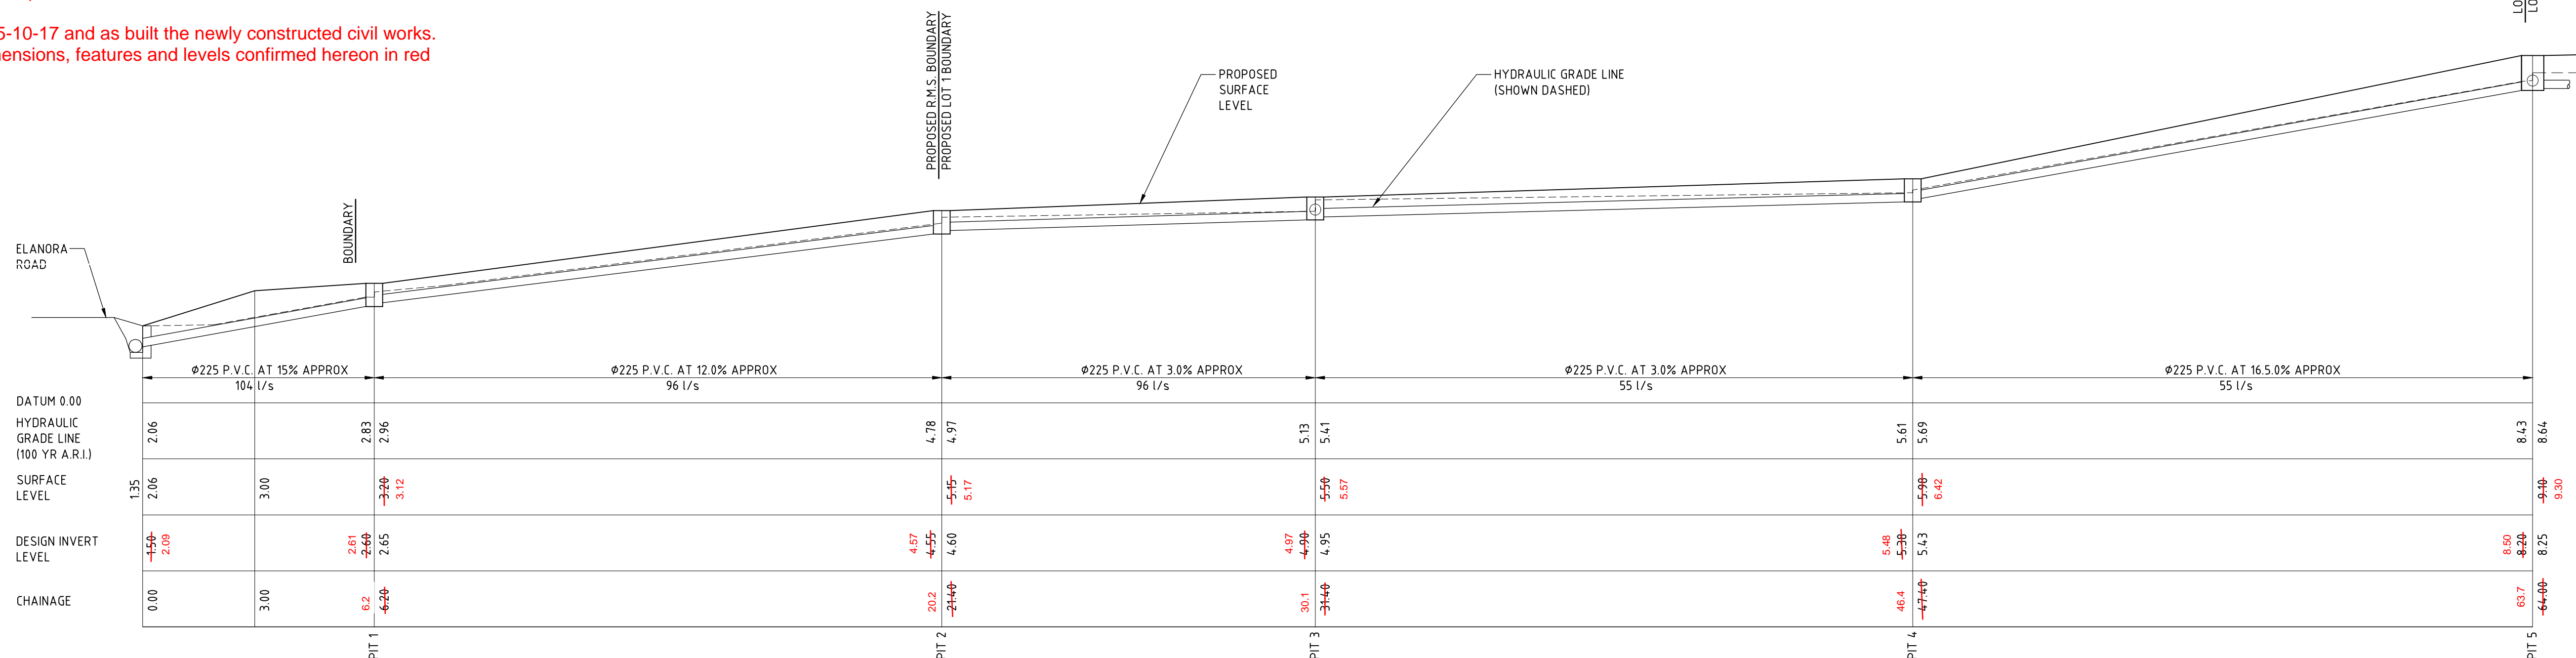 5-10-17 and as built the newly constructed civil works.
ensions, features and levels confirmed hereon in red
PROPOSED R.M.S. BOUNDARY
PROPOSED LOT 1 BOUNDARY
LO
LO
PROPOSED
SURFACE
LEVEL
HYDRAULIC GRADE LINE
(SHOWN DASHED)
BOUNDARY
ELANORA
ROAD
Φ225 P.V.C. AT 15% APPROX
104 l/s
Φ225 P.V.C. AT 12.0% APPROX
96 l/s
Φ225 P.V.C. AT 3.0% APPROX
96 l/s
Φ225 P.V.C. AT 3.0% APPROX
55 l/s
Φ225 P.V.C. AT 16.5.0% APPROX
55 l/s
DATUM 0.00
HYDRAULIC
GRADE LINE
(100 YR A.R.I.)
2.06 2.83 2.96 4.78 4.97 5.13 5.41 5.61 5.69 8.43 8.64
SURFACE
LEVEL
1.35 2.06 3.00 3.20 3.12 5.15 5.17 5.50 5.57 5.98 6.42 9.10 9.30
DESIGN INVERT
LEVEL
1.50 2.09 2.61 2.60 2.65 4.57 4.55 4.60 4.97 4.90 4.95 5.48 5.38 5.43 8.50 8.20 8.25
CHAINAGE
0.00 3.00 6.2 6.20 20.2 21.40 30.1 31.40 46.4 47.40 63.7 64.00
PIT 1
PIT 2
PIT 3
PIT 4
PIT 5